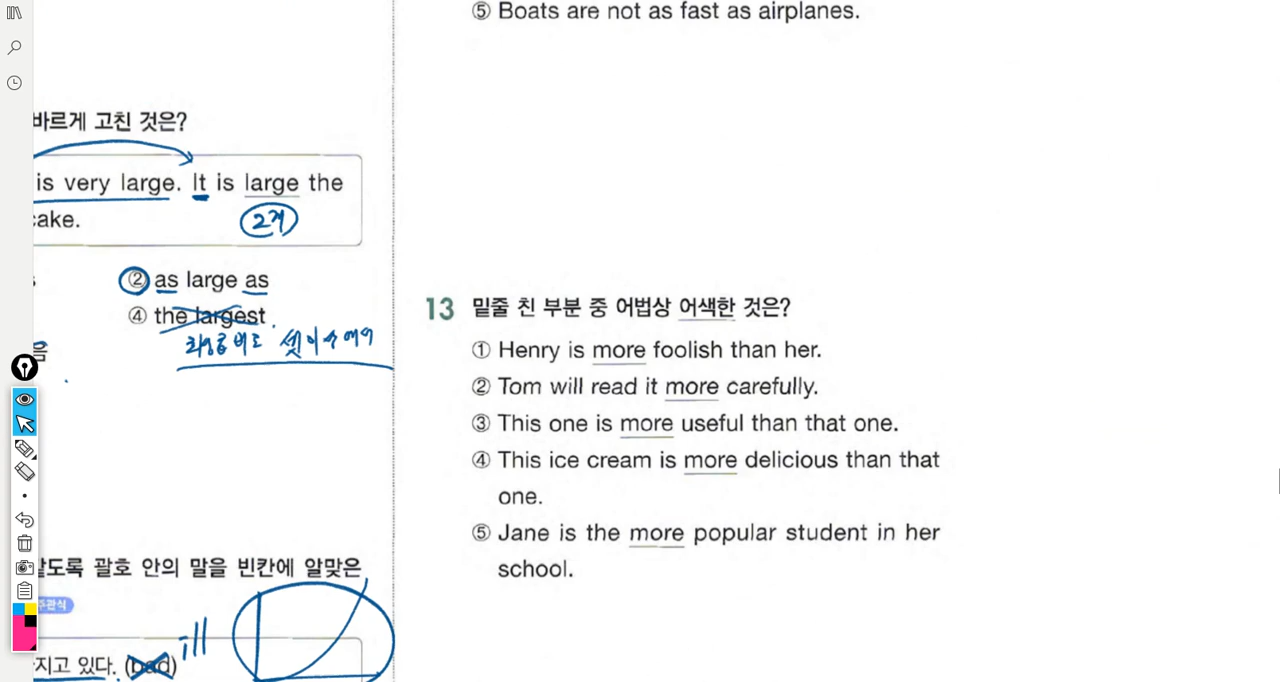 바르게 고친 것은?
is very large. It is large the
cake.
2개
② as large as
④ the largest
⑤ Boats are not as fast as airplanes.
13 밑줄 친 부분 중 어법상 어색한 것은?
① Henry is more foolish than her.
② Tom will read it more carefully.
③ This one is more useful than that one.
④ This ice cream is more delicious than that
one.
⑤ Jane is the more popular student in her
school.
괄호 안의 말을 빈칸에 알맞은
지고 있다. (bad)
ill